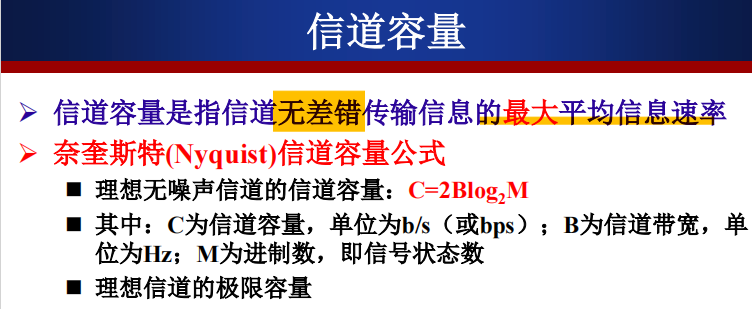 信道容量
信道容量是指信道无差错传输信息的最大平均信息速率
奈奎斯特(Nyquist)信道容量公式
理想无噪声信道的信道容量：C=2Blog₂M
其中：C为信道容量，单位为b/s（或bps）；B为信道带宽，单
位为Hz；M为进制数，即信号状态数
理想信道的极限容量